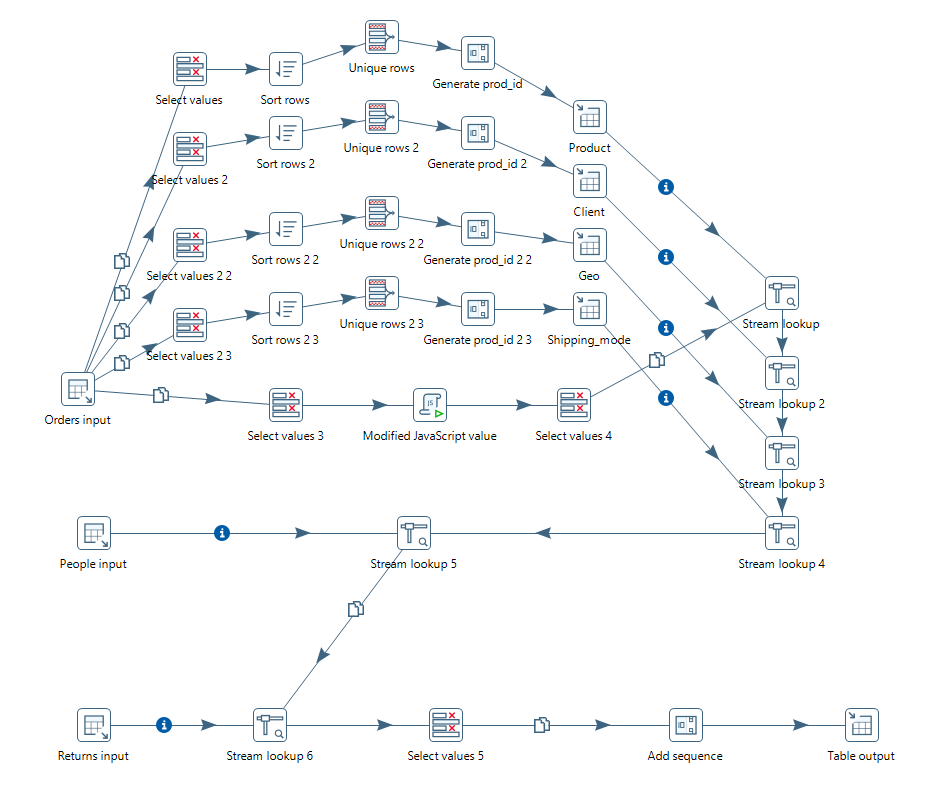 Unique rows
Generate prod_id
Select values
Sort rows
Unique rows 2
Product
Sort rows 2
Generate prod_id 2
Select values 2
Client
Unique rows 2 2
Sort rows 2 2
Generate prod_id 2 2
Select values 2 2
Geo
Unique rows 2 3
Stream lookup
Sort rows 2 3
Generate prod_id 2 3
Shipping_mode
Select values 2 3
Stream lookup 2
Orders input
Select values 3
Modified JavaScript value
Select values 4
Stream lookup 3
People input
Stream lookup 5
Stream lookup 4
Returns input
Stream lookup 6
Select values 5
Add sequence
Table output